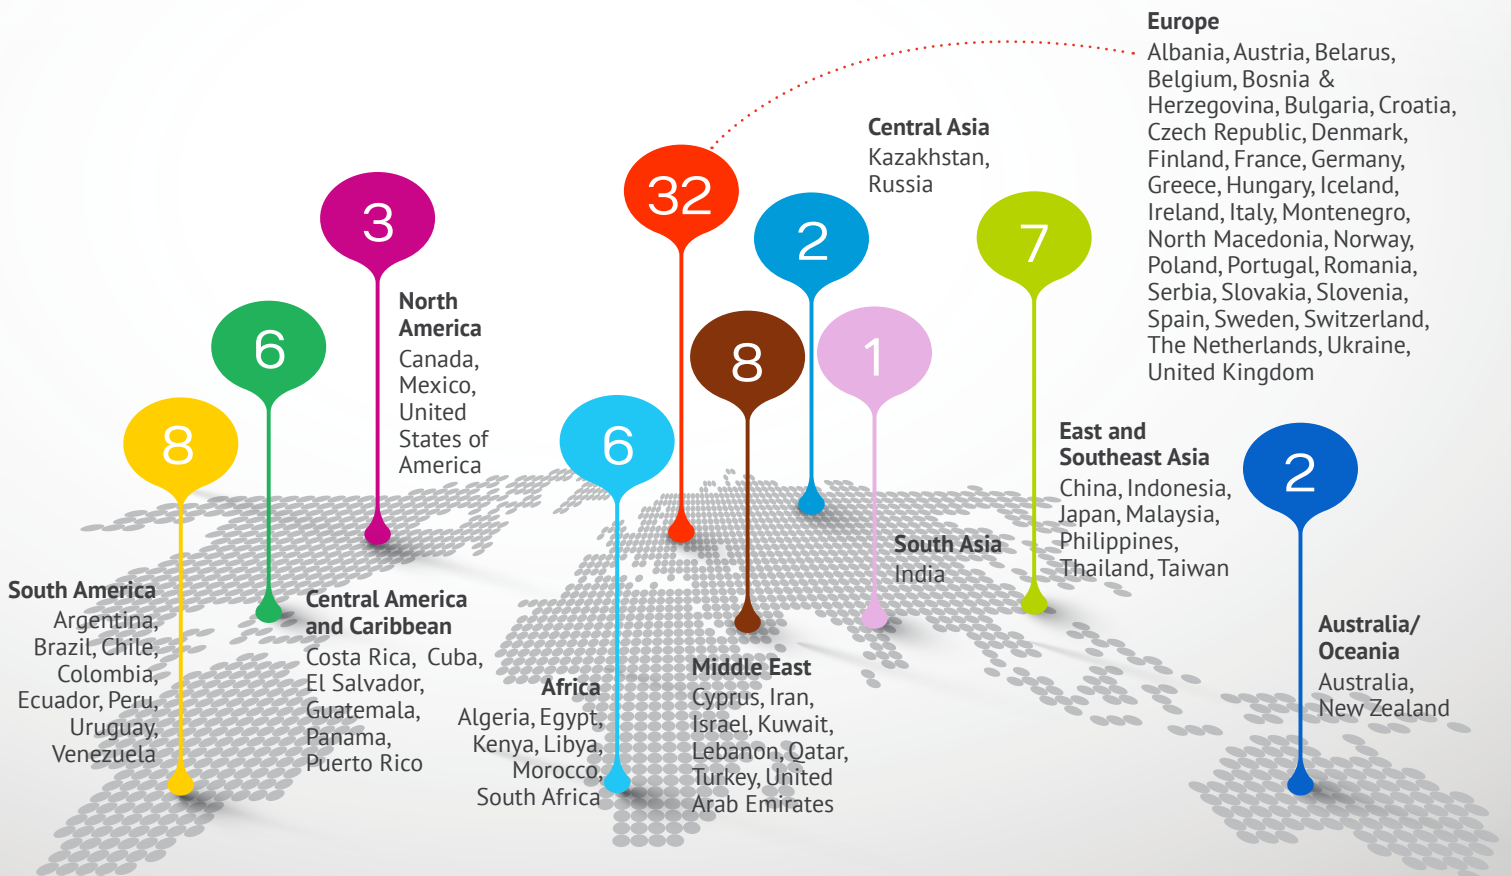 Europe
Albania, Austria, Belarus,
Belgium, Bosnia &
Herzegovina, Bulgaria, Croatia,
Czech Republic, Denmark,
Finland, France, Germany,
Greece, Hungary, Iceland,
Ireland, Italy, Montenegro,
North Macedonia, Norway,
Poland, Portugal, Romania,
Serbia, Slovakia, Slovenia,
Spain, Sweden, Switzerland,
The Netherlands, Ukraine,
United Kingdom
32
Central Asia
Kazakhstan,
Russia
2
3
North
America
Canada,
Mexico,
United
States of
America
7
East and
Southeast Asia
China, Indonesia,
Japan, Malaysia,
Philippines,
Thailand, Taiwan
6
Central America
and Caribbean
Costa Rica, Cuba,
El Salvador,
Guatemala,
Panama,
Puerto Rico
8
Middle East
Cyprus, Iran,
Israel, Kuwait,
Lebanon, Qatar,
Turkey, United
Arab Emirates
1
South Asia
India
8
South America
Argentina,
Brazil, Chile,
Colombia,
Ecuador, Peru,
Uruguay,
Venezuela
6
Africa
Algeria, Egypt,
Kenya, Libya,
Morocco,
South Africa
2
Australia/
Oceania
Australia,
New Zealand